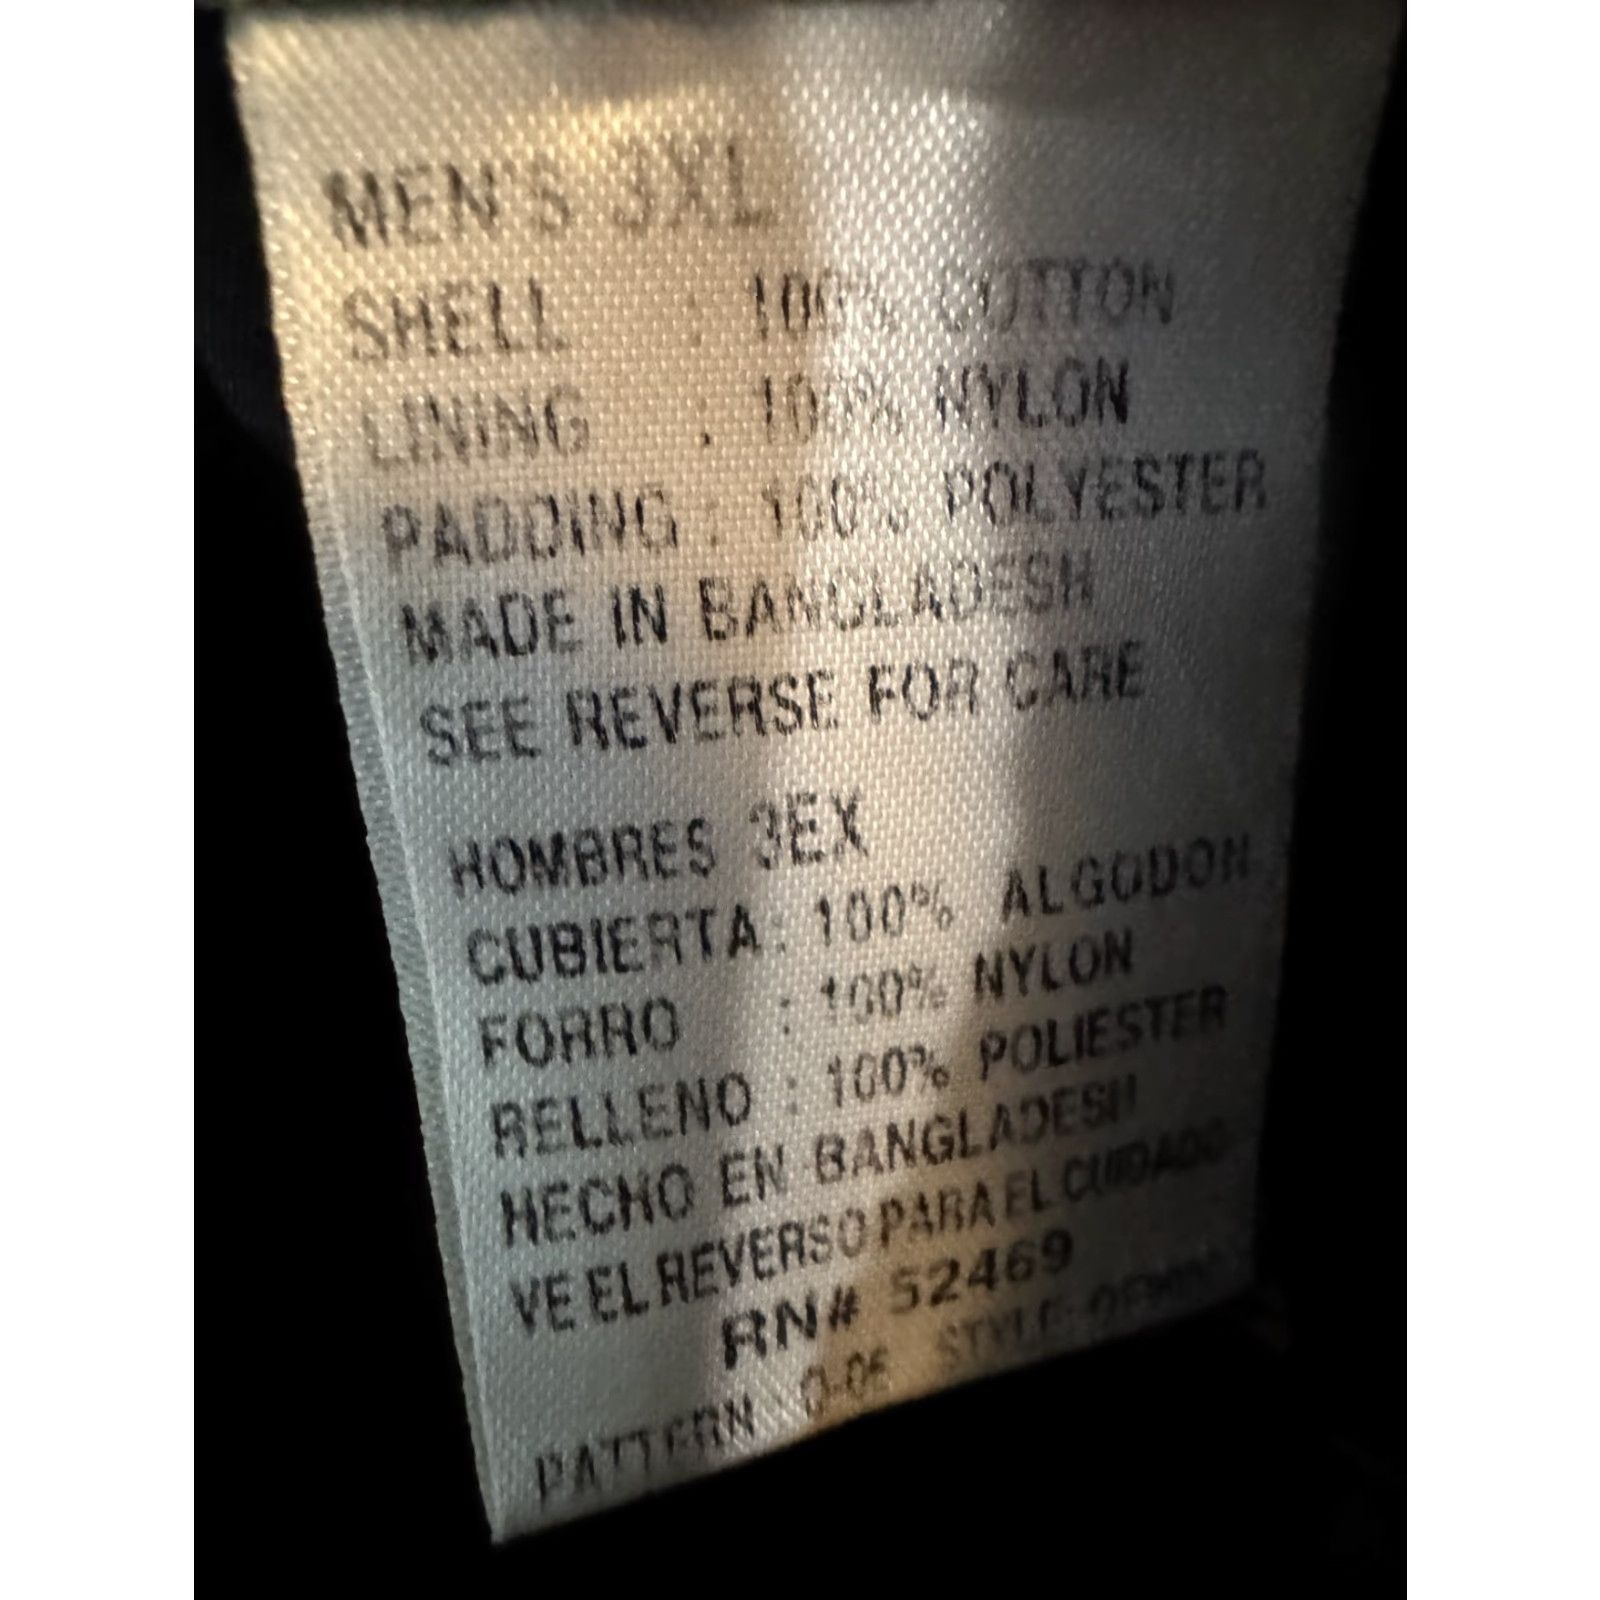 MEN'S 3XL
SHELL : 100% COTTON
LINING : 100% NYLON
PADDING : 100% POLYESTER
MADE IN BANGLADESH
SEE REVERSE FOR CARE
HOMBRES 3EX
CUBIERTA : 100% ALGODON
FORRO : 100% NYLON
RELLENO : 100% POLIESTER
HECHO EN BANGLADESH
VE EL REVERSO PARA EL CUIDADO
RN# 52469
PATTERN STYLE: